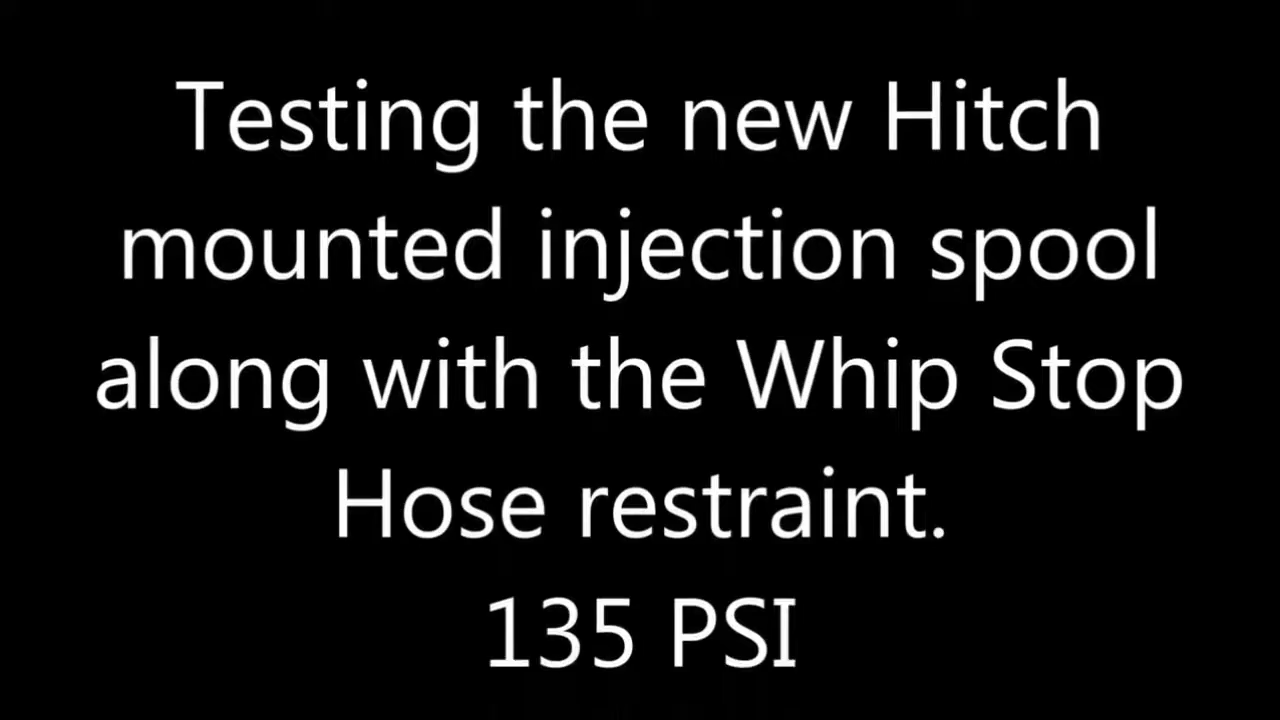 Testing the new Hitch
mounted injection spool
along with the Whip Stop
Hose restraint.
135 PSI